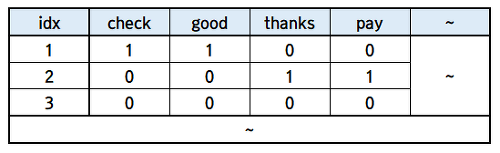 idx check good thanks pay ~
1 1 1 0 0
2 0 0 1 1 ~
3 0 0 0 0
~